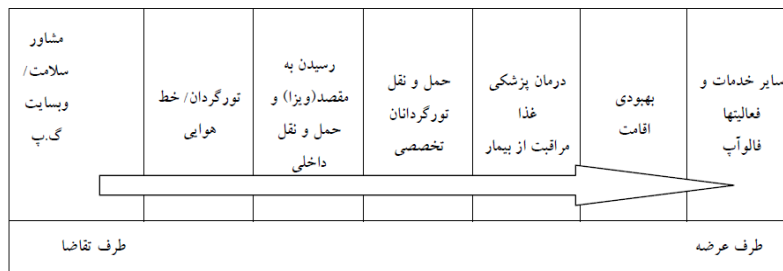 مشاور
سلامت/
وبسایت
گ.پ
تورگردان/ خط
هوایی
رسیدن به
مقصد(ویزا) و
حمل و نقل
داخلی
حمل و نقل
تورگردانان
تخصصی
درمان پزشکی
غذا
مراقبت از بیمار
بهبودی
اقامت
سایر خدمات و
فعالیتها
فالوآپ
طرف تقاضا
طرف عرضه